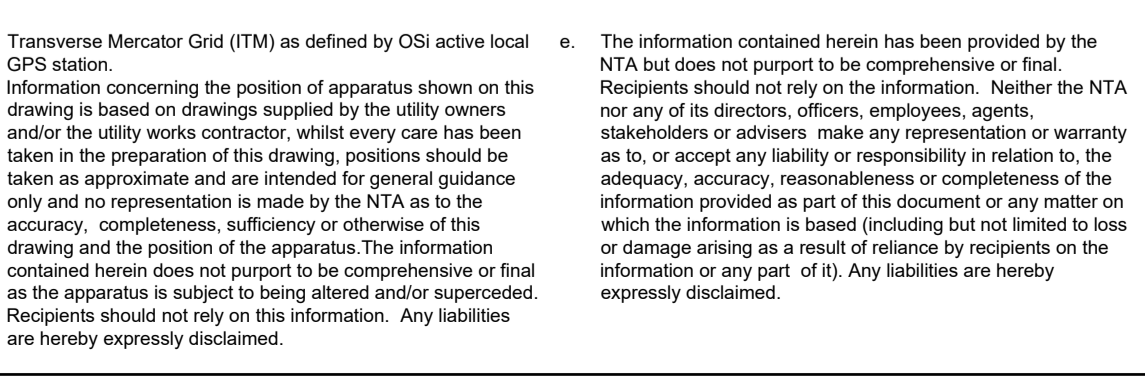 Transverse Mercator Grid (ITM) as defined by OSi active local
GPS station.
Information concerning the position of apparatus shown on this
drawing is based on drawings supplied by the utility owners
and/or the utility works contractor, whilst every care has been
taken in the preparation of this drawing, positions should be
taken as approximate and are intended for general guidance
only and no representation is made by the NTA as to the
accuracy,  completeness, sufficiency or otherwise of this
drawing and the position of the apparatus.The information
contained herein does not purport to be comprehensive or final
as the apparatus is subject to being altered and/or superceded.
Recipients should not rely on this information.  Any liabilities
are hereby expressly disclaimed.
e. The information contained herein has been provided by the
NTA but does not purport to be comprehensive or final.
Recipients should not rely on the information.  Neither the NTA
nor any of its directors, officers, employees, agents,
stakeholders or advisers  make any representation or warranty
as to, or accept any liability or responsibility in relation to, the
adequacy, accuracy, reasonableness or completeness of the
information provided as part of this document or any matter on
which the information is based (including but not limited to loss
or damage arising as a result of reliance by recipients on the
information or any part  of it). Any liabilities are hereby
expressly disclaimed.